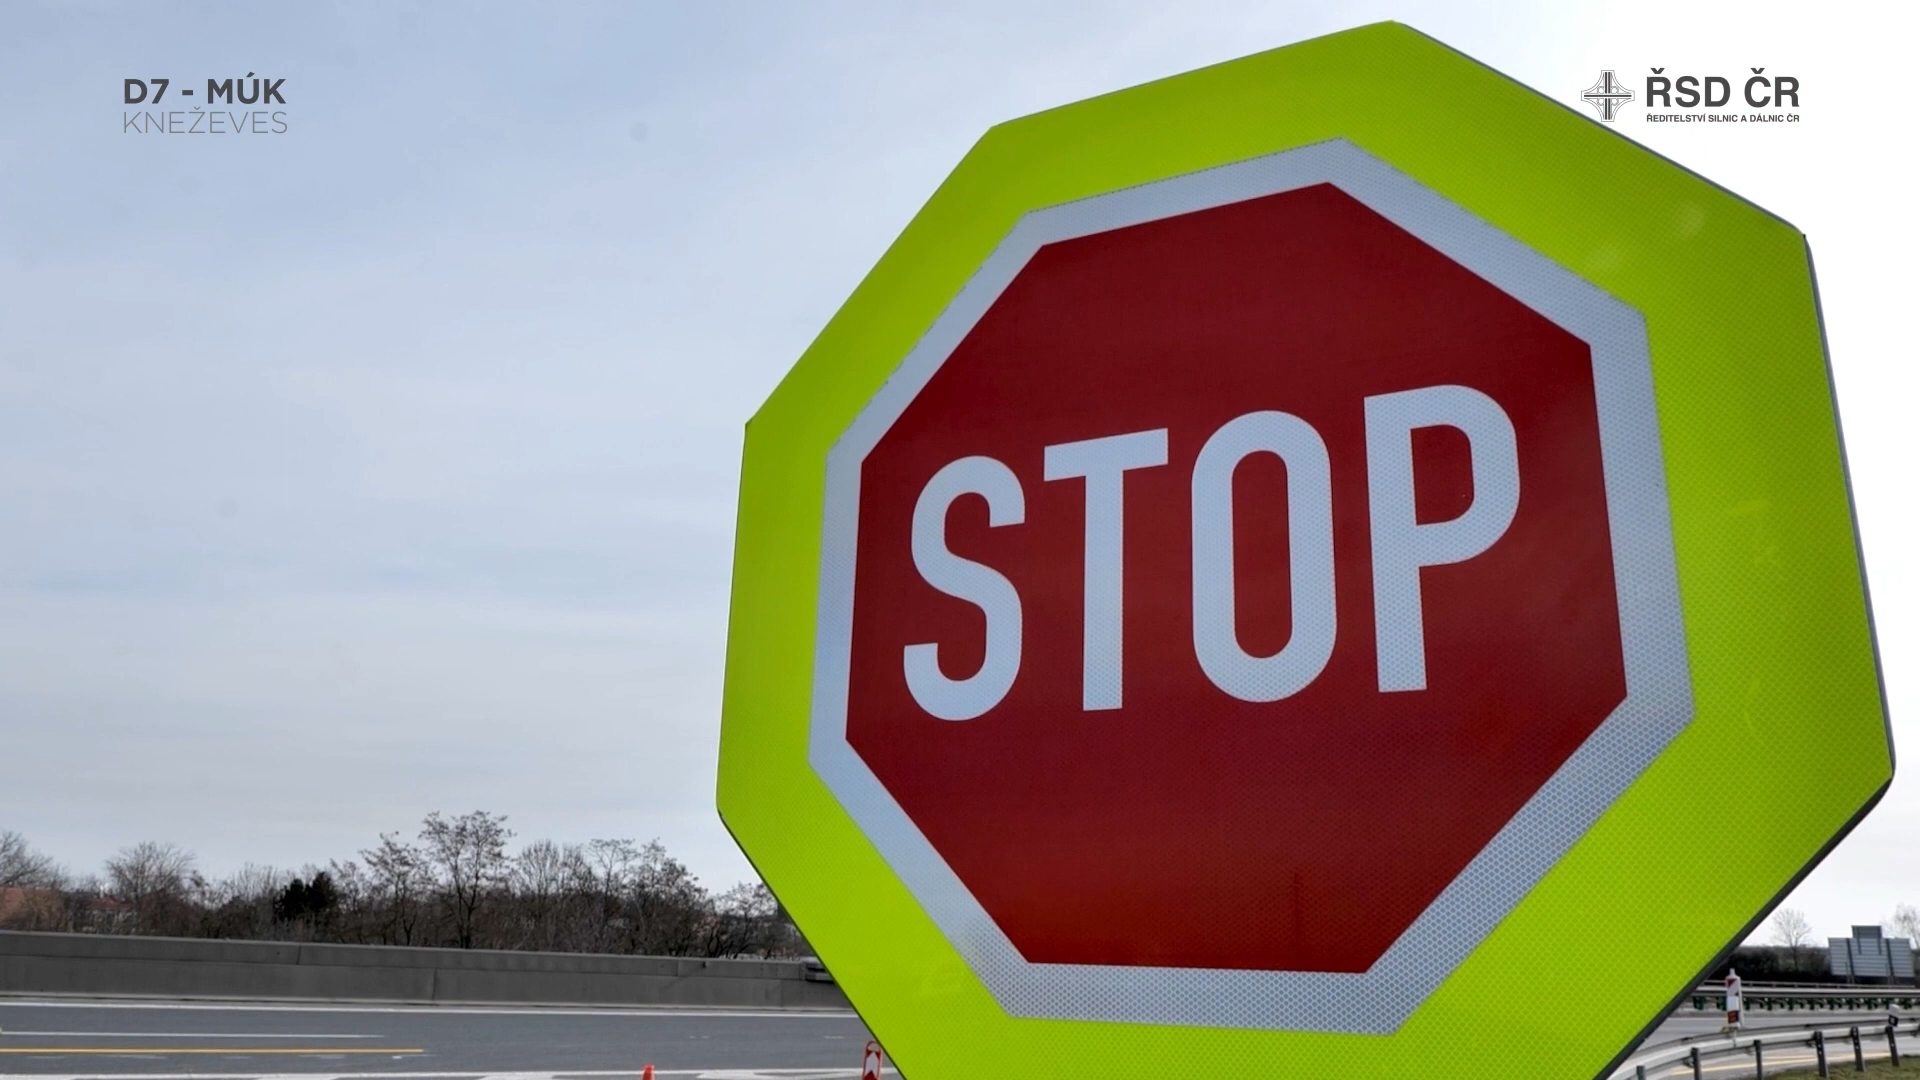 D7 - MÚK
KNEŽEVES
ŘSD ČR
ŘEDITELSTVÍ SILNIC A DÁLNIC ČR
STOP